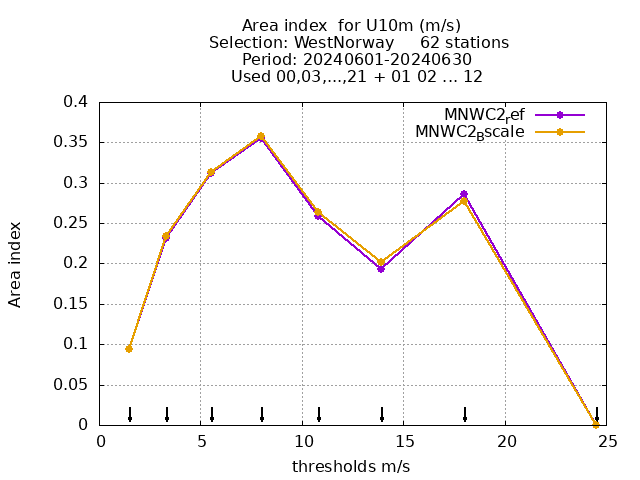 Area index  for U10m (m/s)
Selection: WestNorway     62 stations
Period: 20240601-20240630
Used 00,03,...,21 + 01 02 ... 12
MNWC2_ref
MNWC2_Bscale
0.4
0.35
0.3
0.25
0.2
0.15
0.1
0.05
0
Area index
0 5 10 15 20 25
thresholds m/s